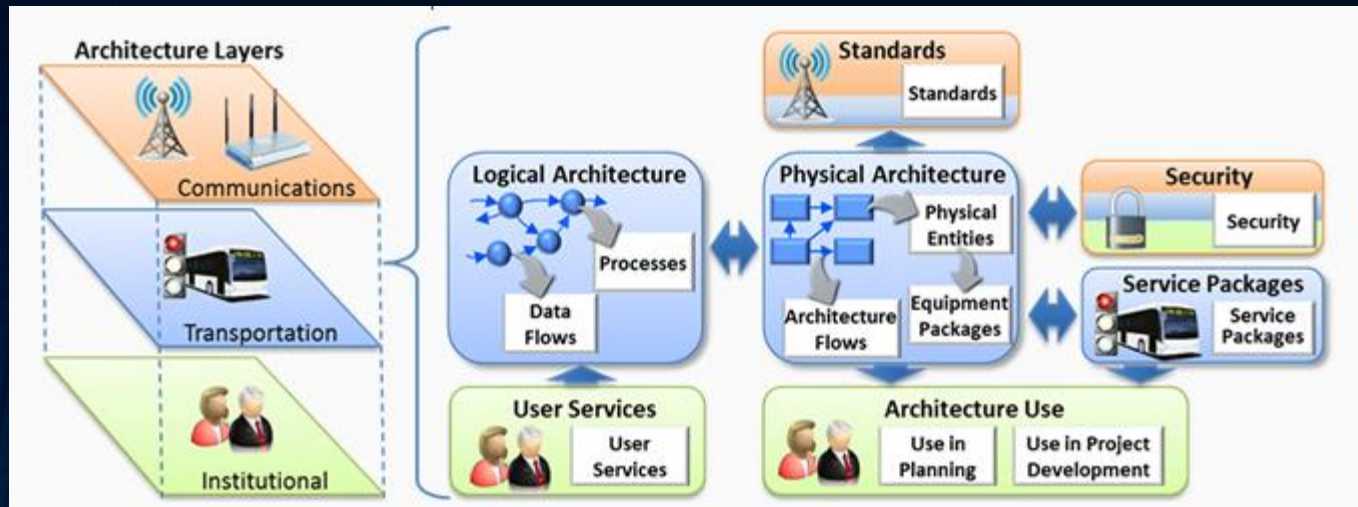 Architecture Layers
Communications
Transportation
Institutional
Logical Architecture
Processes
Data
Flows
User Services
User
Services
Standards
Standards
Physical Architecture
Physical
Entities
Architecture
Flows
Equipment
Packages
Security
Security
Service Packages
Service
Packages
Architecture Use
Use in
Planning
Use in Project
Development